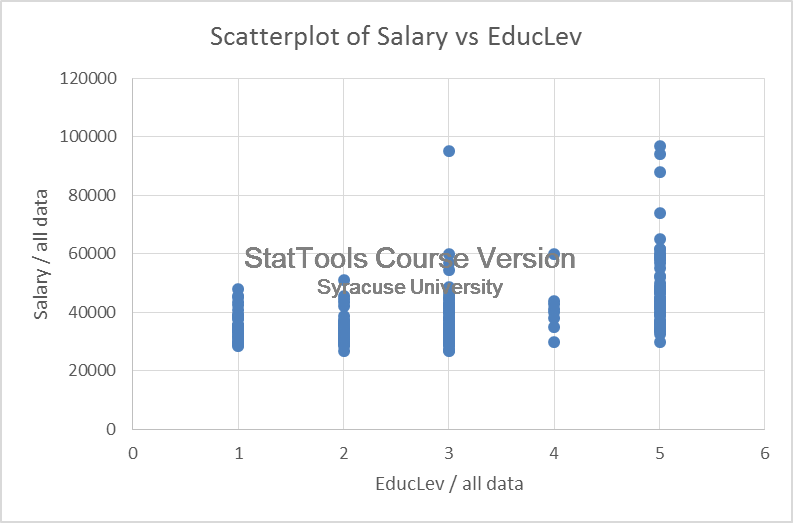 Scatterplot of Salary vs EducLev
120000
100000
80000
60000
40000
20000
0
Salary / all data
StatTools Course Version
Syracuse University
0 1 2 3 4 5 6
EducLev / all data